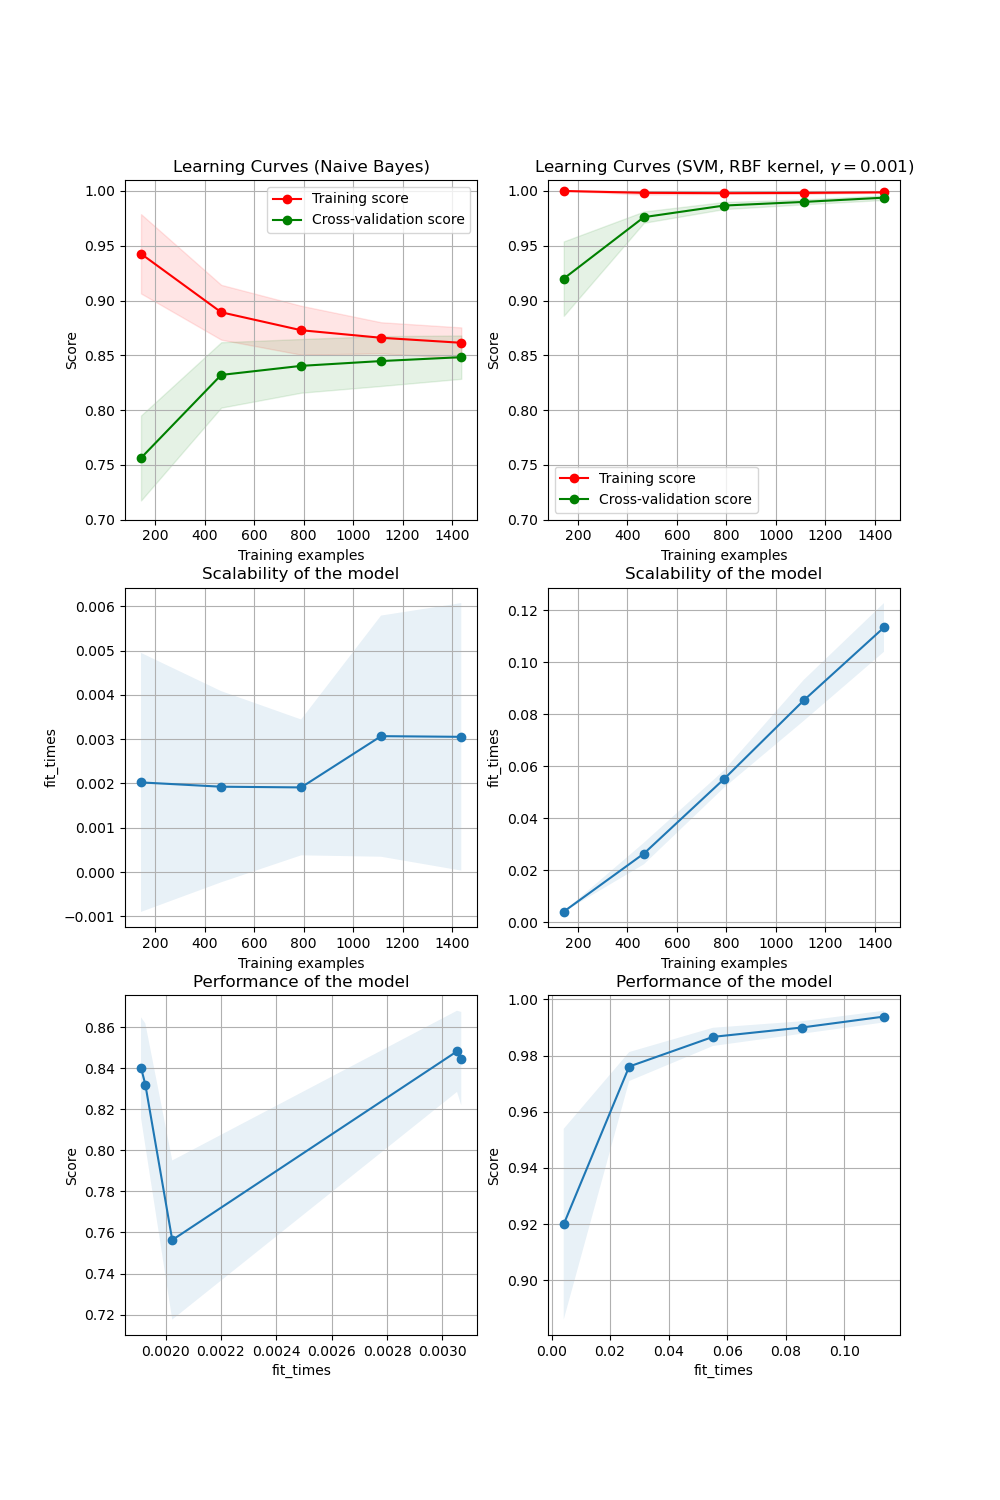 Learning Curves (Naive Bayes)
1.00
0.95
0.90
0.85
0.80
0.75
0.70
Score
Training score
Cross-validation score
200 400 600 800 1000 1200 1400
Training examples
Learning Curves (SVM, RBF kernel, γ = 0.001)
1.00
0.95
0.90
0.85
0.80
0.75
0.70
Score
Training score
Cross-validation score
200 400 600 800 1000 1200 1400
Training examples
Scalability of the model
0.006
0.005
0.004
0.003
0.002
0.001
0.000
−0.001
fit_times
200 400 600 800 1000 1200 1400
Training examples
Scalability of the model
0.12
0.10
0.08
0.06
0.04
0.02
0.00
fit_times
200 400 600 800 1000 1200 1400
Training examples
Performance of the model
0.86
0.84
0.82
0.80
0.78
0.76
0.74
0.72
Score
0.0020 0.0022 0.0024 0.0026 0.0028 0.0030
fit_times
Performance of the model
1.00
0.98
0.96
0.94
0.92
0.90
Score
0.00 0.02 0.04 0.06 0.08 0.10
fit_times